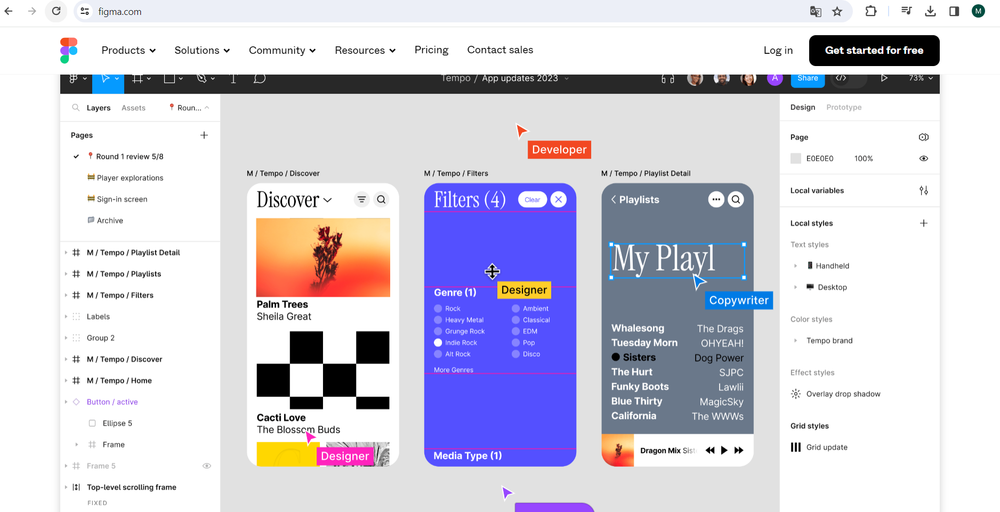 figma.com
M
Products
Solutions
Community
Resources
Pricing
Contact sales
Log in
Get started for free
Tempo / App updates 2023
A
Share
73%
Layers
Assets
Roun...
Pages
Round 1 review 5/8
Player explorations
Sign-in screen
Archive
M / Tempo / Playlist Detail
M / Tempo / Playlists
M / Tempo / Filters
Labels
Group 2
M / Tempo / Discover
M / Tempo / Home
Button / active
Ellipse 5
Frame
Frame 5
Top-level scrolling frame
FIXED
Developer
M / Tempo / Discover
Discover
Palm Trees
Sheila Great
Cacti Love
The Blossom Buds
Designer
M / Tempo / Filters
Filters (4)
Clear
Designer
Genre (1)
Rock
Ambient
Heavy Metal
Classical
Grunge Rock
EDM
Indie Rock
Pop
Alt Rock
Disco
More Genres
Media Type (1)
M / Tempo / Playlist Detail
Playlists
My Playl
Copywriter
Whalesong The Drags
Tuesday Morn OHYEAH!
Sisters Dog Power
The Hurt SJPC
Funky Boots Lawlii
Blue Thirty MagicSky
California The WWWs
Dragon Mix
Design
Prototype
Page
E0E0E0 100%
Local variables
Local styles
Text styles
Handheld
Desktop
Color styles
Tempo brand
Effect styles
Overlay drop shadow
Grid styles
Grid update